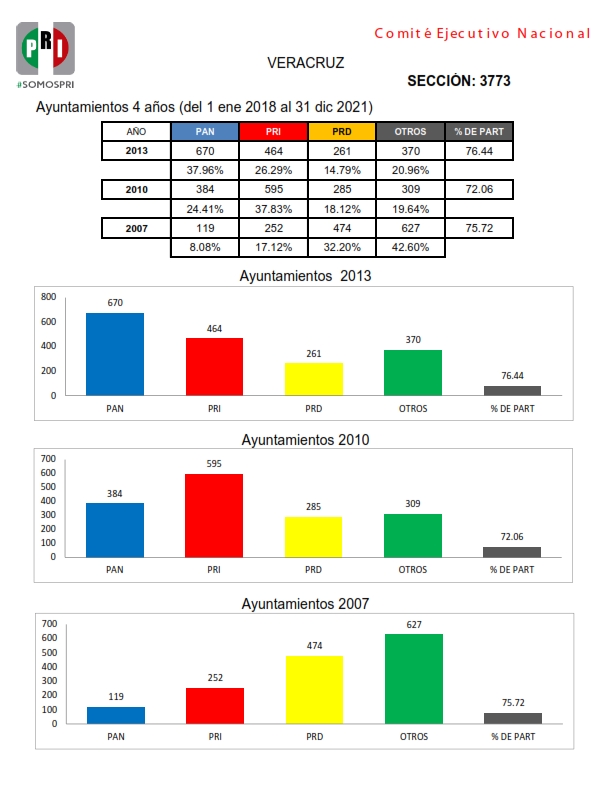 Comité Ejecutivo Nacional
PRI
#SOMOSPRI
VERACRUZ
SECCIÓN: 3773
Ayuntamientos 4 años (del 1 ene 2018 al 31 dic 2021)
AÑO PAN PRI PRD OTROS % DE PART
2013 670 464 261 370 76.44
37.96% 26.29% 14.79% 20.96%
2010 384 595 285 309 72.06
24.41% 37.83% 18.12% 19.64%
2007 119 252 474 627 75.72
8.08% 17.12% 32.20% 42.60%
Ayuntamientos 2013
800
600
400
200
0
670 464 261 370 76.44
PAN PRI PRD OTROS % DE PART
Ayuntamientos 2010
700
600
500
400
300
200
100
0
384 595 285 309 72.06
PAN PRI PRD OTROS % DE PART
Ayuntamientos 2007
700
600
500
400
300
200
100
0
119 252 474 627 75.72
PAN PRI PRD OTROS % DE PART